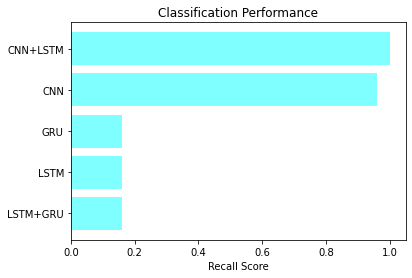 Classification Performance
CNN+LSTM
CNN
GRU
LSTM
LSTM+GRU
0.0 0.2 0.4 0.6 0.8 1.0
Recall Score